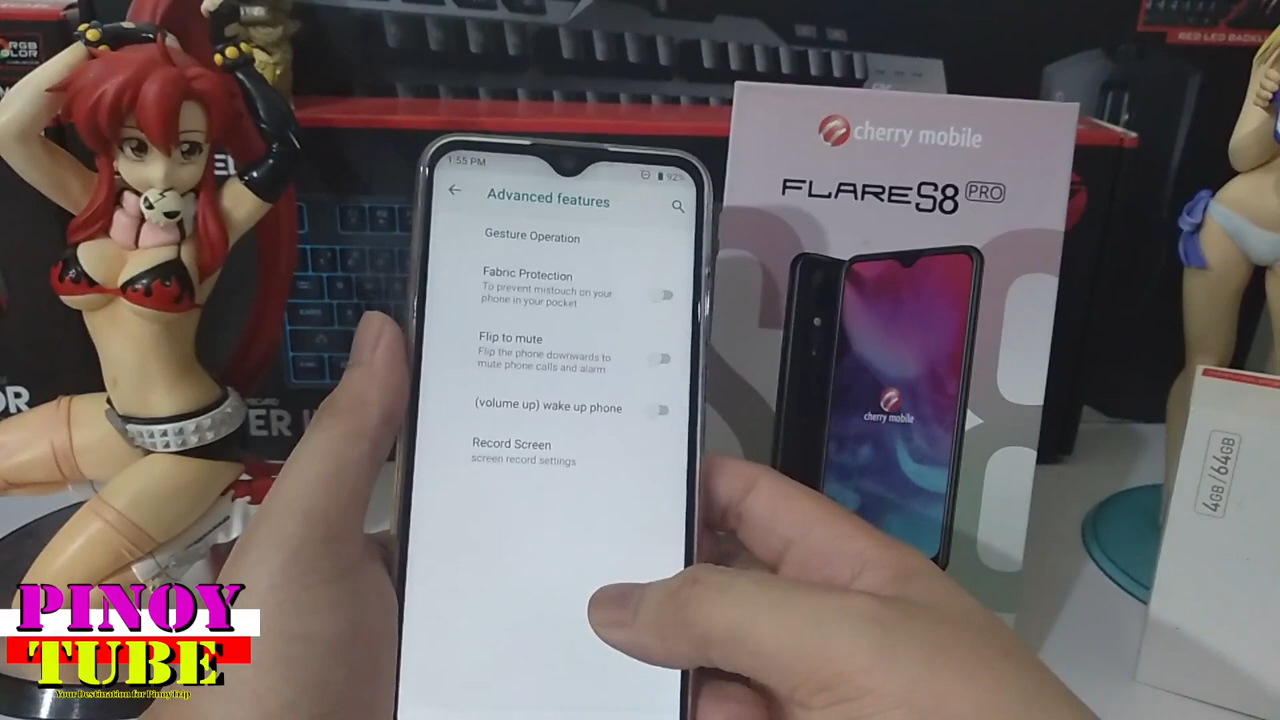 1:55 PM
92%
Advanced features
Gesture Operation
Fabric Protection
To prevent mistouch on your
phone in your pocket
Flip to mute
Flip the phone downwards to
mute phone calls and alarm
(volume up) wake up phone
Record Screen
screen record settings
cherry mobile
FLARE S8 PRO
cherry mobile
4GB/64GB
RED LED BACKL
RGB
PINOY
TUBE
Your Destination for PinoyTrip